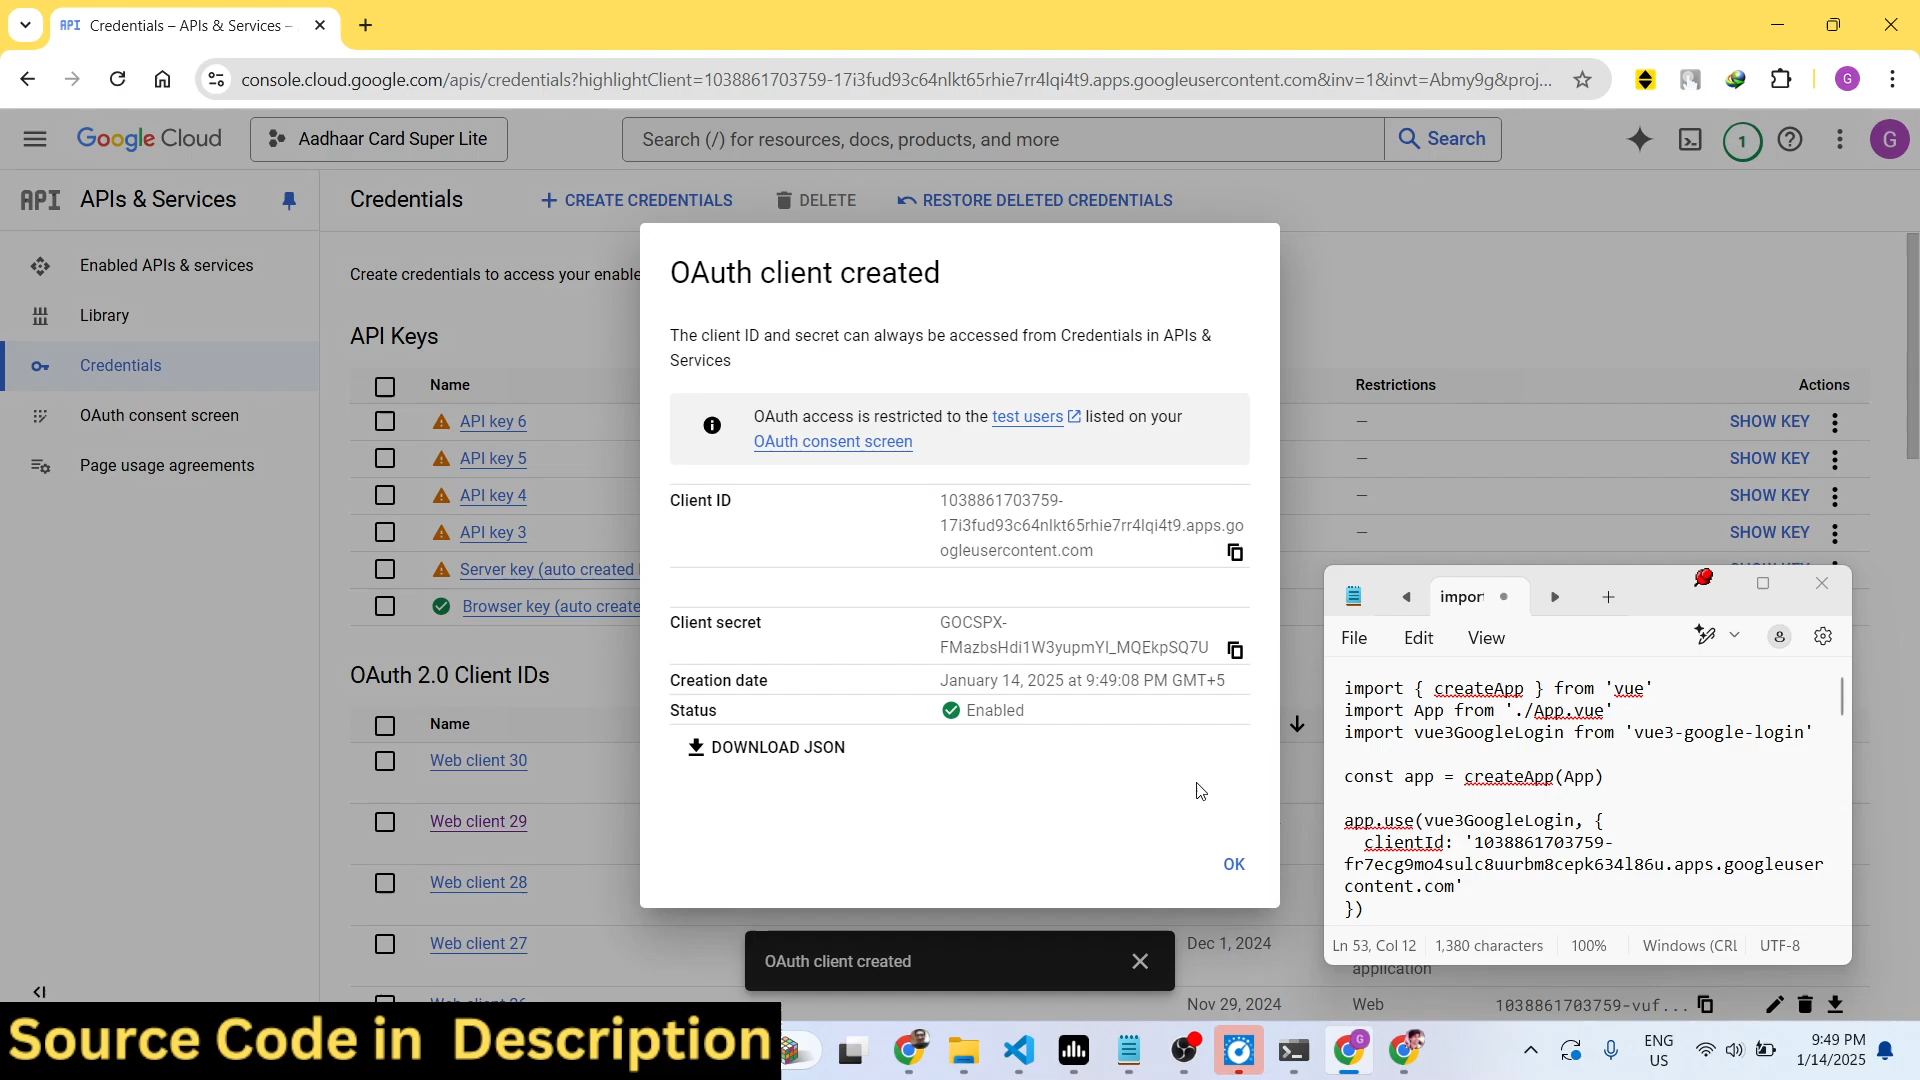 API Credentials – APIs & Services –
console.cloud.google.com/apis/credentials?highlightClient=1038861703759-17i3fud93c64nlkt65rhie7rr4lqi4t9.apps.googleusercontent.com&inv=1&invt=Abmy9g&proj...
G
Google Cloud
Aadhaar Card Super Lite
Search (/) for resources, docs, products, and more
Search
1
G
API APIs & Services
Credentials
CREATE CREDENTIALS
DELETE
RESTORE DELETED CREDENTIALS
Enabled APIs & services
Library
Credentials
OAuth consent screen
Page usage agreements
Create credentials to access your enable
API Keys
Name
Restrictions
Actions
API key 6
–
SHOW KEY
API key 5
–
SHOW KEY
API key 4
–
SHOW KEY
API key 3
–
SHOW KEY
Server key (auto created
Browser key (auto create
OAuth 2.0 Client IDs
Name
Web client 30
Web client 29
Web client 28
Web client 27
Dec 1, 2024
application
Nov 29, 2024
Web
1038861703759-vuf...
OAuth client created
The client ID and secret can always be accessed from Credentials in APIs &
Services
OAuth access is restricted to the test users listed on your
OAuth consent screen
Client ID
1038861703759-
17i3fud93c64nlkt65rhie7rr4lqi4t9.apps.go
ogleusercontent.com
Client secret
GOCSPX-
FMazbsHdi1W3yupmYI_MQEkpSQ7U
Creation date
January 14, 2025 at 9:49:08 PM GMT+5
Status
Enabled
DOWNLOAD JSON
OK
OAuth client created
impor
File
Edit
View
import { createApp } from 'vue'
import App from './App.vue'
import vue3GoogleLogin from 'vue3-google-login'
const app = createApp(App)
app.use(vue3GoogleLogin, {
clientId: '1038861703759-
fr7ecg9mo4sulc8uurbm8cepk634l86u.apps.googleuser
content.com'
})
Ln 53, Col 12
1,380 characters
100%
Windows (CRL
UTF-8
Source Code in Description
ENG
US
9:49 PM
1/14/2025